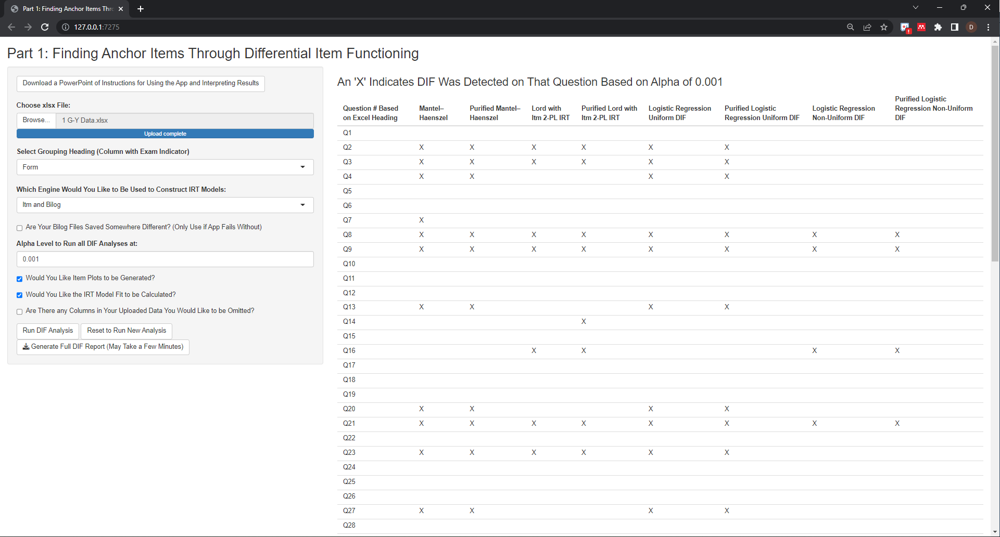 Part 1: Finding Anchor Items Thro
127.0.0.1:7275
D
Part 1: Finding Anchor Items Through Differential Item Functioning
Download a PowerPoint of Instructions for Using the App and Interpreting Results
Choose xlsx File:
Browse... 1 G-Y Data.xlsx
Upload complete
Select Grouping Heading (Column with Exam Indicator)
Form
Which Engine Would You Like to Be Used to Construct IRT Models:
ltm and Bilog
Are Your Bilog Files Saved Somewhere Different? (Only Use if App Fails Without)
Alpha Level to Run all DIF Analyses at:
0.001
Would You Like Item Plots to be Generated?
Would You Like the IRT Model Fit to be Calculated?
Are There any Columns in Your Uploaded Data You Would Like to be Omitted?
Run DIF Analysis Reset to Run New Analysis
Generate Full DIF Report (May Take a Few Minutes)
An 'X' Indicates DIF Was Detected on That Question Based on Alpha of 0.001
Question # Based on Excel Heading Mantel–Haenszel Purified Mantel–Haenszel Lord with ltm 2-PL IRT Purified Lord with ltm 2-PL IRT Logistic Regression Uniform DIF Purified Logistic Regression Uniform DIF Logistic Regression Non-Uniform DIF Purified Logistic Regression Non-Uniform DIF
Q1
Q2 X X X X X X
Q3 X X X X X X
Q4 X X X X
Q5
Q6
Q7 X
Q8 X X X X X X X X
Q9 X X X X X X X X
Q10
Q11
Q12
Q13 X X X X
Q14 X
Q15
Q16 X X X X
Q17
Q18
Q19
Q20 X X X X
Q21 X X X X X X X X
Q22
Q23 X X X X X X
Q24
Q25
Q26
Q27 X X X X
Q28